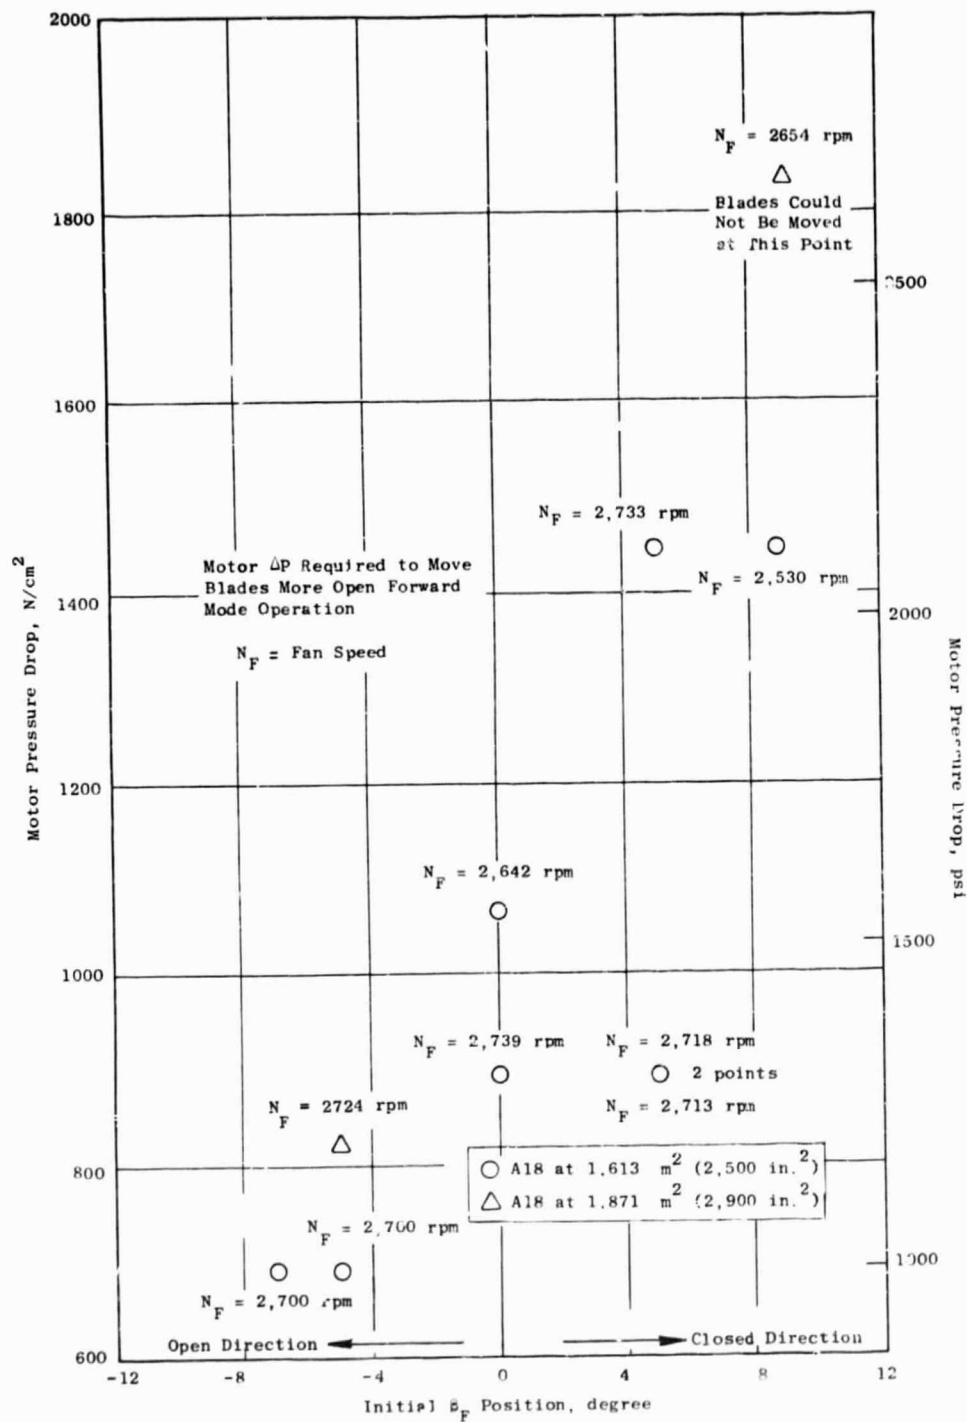 2000
N_F = 2654 rpm
Blades Could
Not Be Moved
at This Point
1800
2500
1600
N_F = 2,733 rpm
N_F = 2,530 rpm
Motor ΔP Required to Move
Blades More Open Forward
Mode Operation
N_F = Fan Speed
1400
2000
Motor Pressure Drop, N/cm²
Motor Pressure Drop, psi
1200
N_F = 2,642 rpm
1500
1000
N_F = 2,739 rpm
N_F = 2,718 rpm
2 points
N_F = 2,713 rpm
N_F = 2724 rpm
800
○ A18 at 1.613 m² (2,500 in.²)
△ A18 at 1.871 m² (2,900 in.²)
N_F = 2,700 rpm
N_F = 2,700 rpm
1000
Open Direction
Closed Direction
600
-12 -8 -4 0 4 8 12
Initial β_F Position, degree